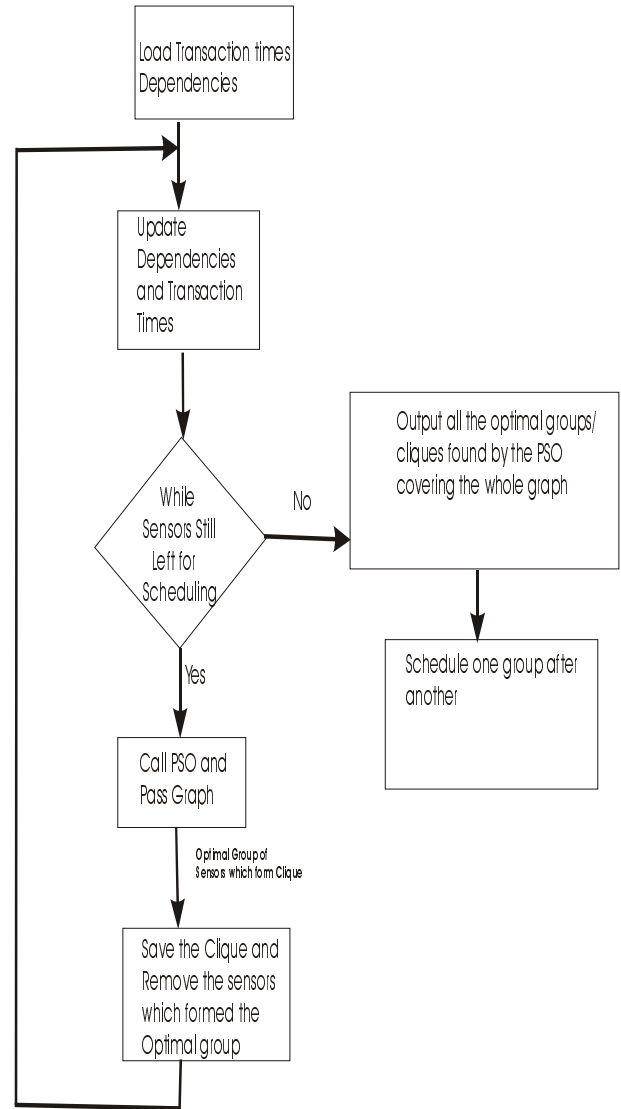 Load Transaction times
Dependencies
Update
Dependencies
and Transaction
Times
While
Sensors Still
Left for
Scheduling
No
Output all the optimal groups/
cliques found by the PSO
covering the whole graph
Schedule one group after
another
Yes
Call PSO and
Pass Graph
Optimal Group of
Sensors which form Clique
Save the Clique and
Remove the sensors
which formed the
Optimal group